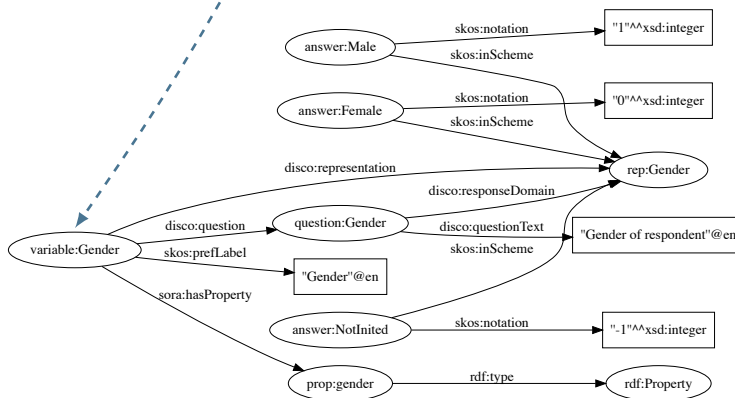 skos:notation
"1"^^xsd:integer
answer:Male
skos:inScheme
skos:notation
"0"^^xsd:integer
answer:Female
skos:inScheme
disco:representation
rep:Gender
disco:responseDomain
disco:question
question:Gender
disco:questionText
"Gender of respondent"@en
variable:Gender
skos:prefLabel
skos:inScheme
"Gender"@en
sora:hasProperty
skos:notation
answer:NotInited
"-1"^^xsd:integer
rdf:type
prop:gender
rdf:Property